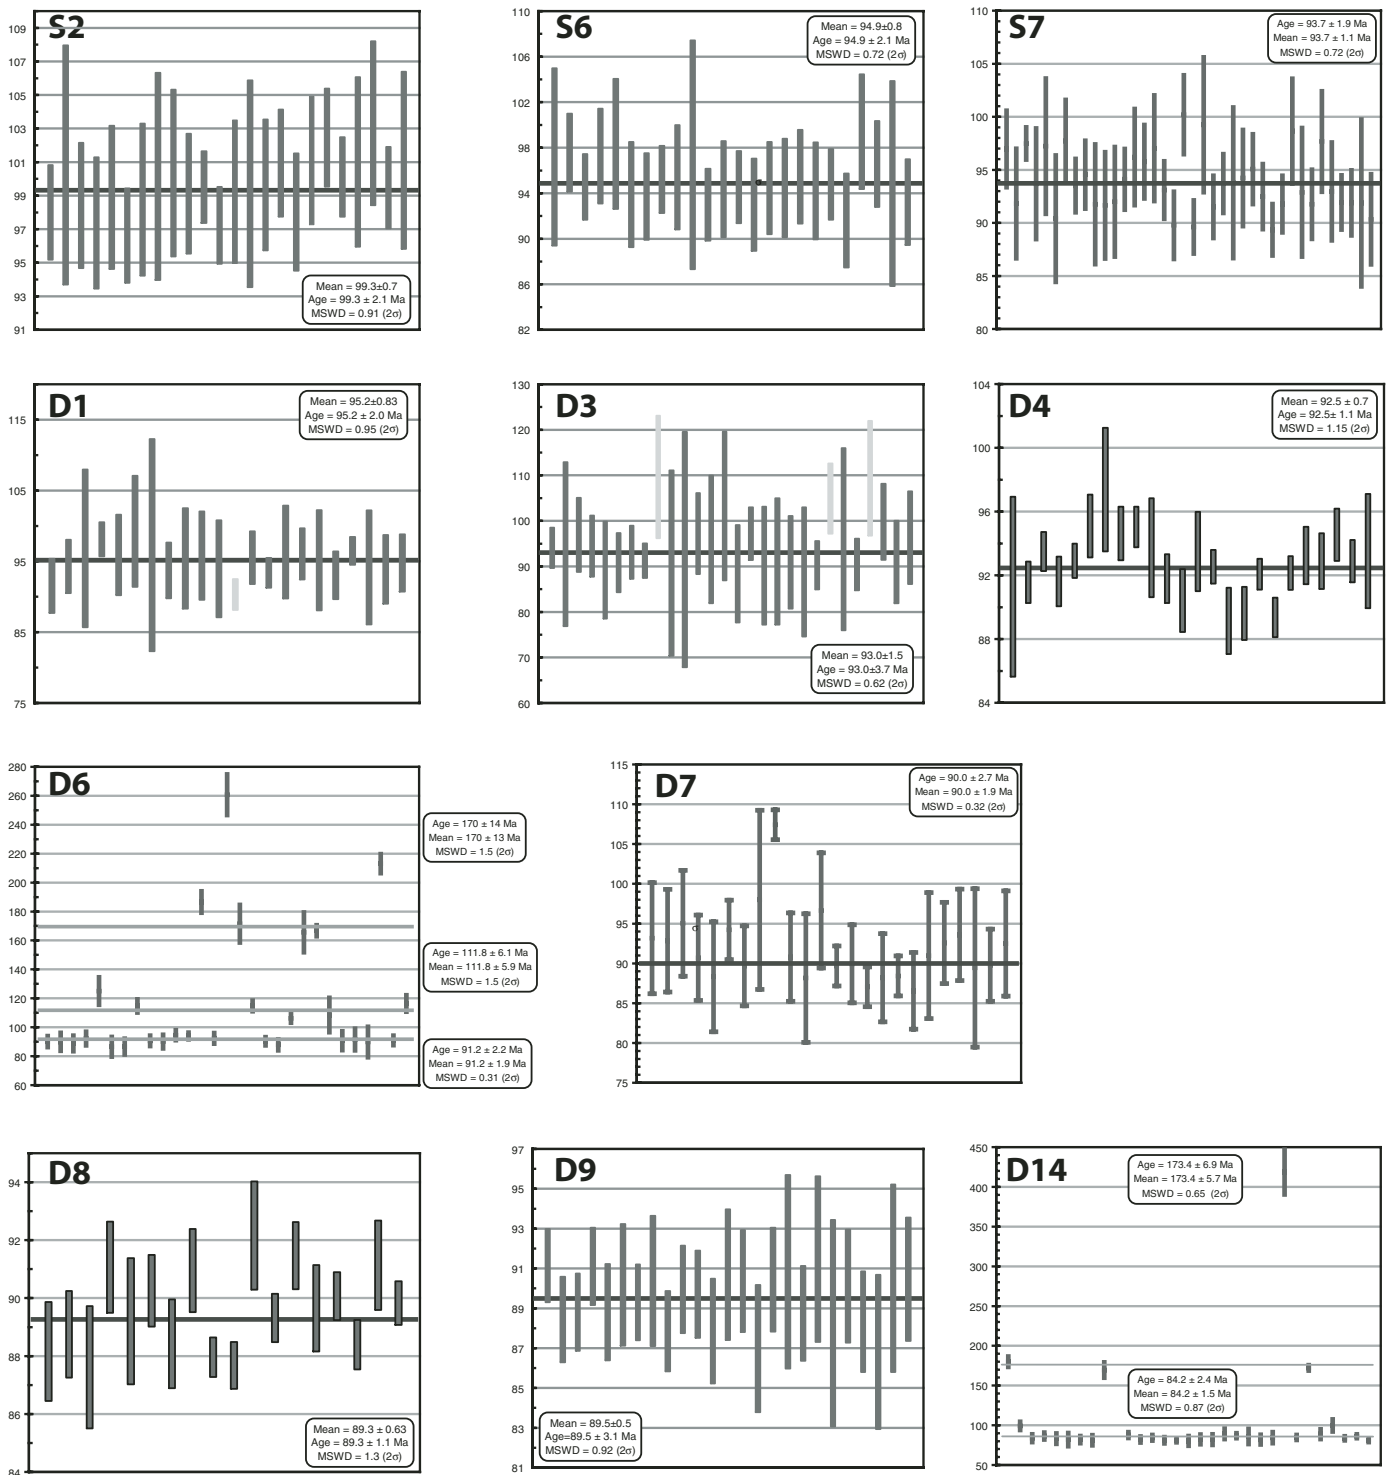 S2
109
107
105
103
101
99
97
95
93
91
Mean = 99.3±0.7
Age = 99.3 ± 2.1 Ma
MSWD = 0.91 (2σ)
S6
110
106
102
98
94
90
86
82
Mean = 94.9±0.8
Age = 94.9 ± 2.1 Ma
MSWD = 0.72 (2σ)
S7
110
105
100
95
90
85
80
Age = 93.7 ± 1.9 Ma
Mean = 93.7 ± 1.1 Ma
MSWD = 0.72 (2σ)
D1
115
105
95
85
75
Mean = 95.2±0.83
Age = 95.2 ± 2.0 Ma
MSWD = 0.95 (2σ)
D3
130
120
110
100
90
80
70
60
Mean = 93.0±1.5
Age = 93.0±3.7 Ma
MSWD = 0.62 (2σ)
D4
104
100
96
92
88
84
Mean = 92.5 ± 0.7
Age = 92.5± 1.1 Ma
MSWD = 1.15 (2σ)
D6
280
260
240
220
200
180
160
140
120
100
80
60
Age = 170 ± 14 Ma
Mean = 170 ± 13 Ma
MSWD = 1.5 (2σ)
Age = 111.8 ± 6.1 Ma
Mean = 111.8 ± 5.9 Ma
MSWD = 1.5 (2σ)
Age = 91.2 ± 2.2 Ma
Mean = 91.2 ± 1.9 Ma
MSWD = 0.31 (2σ)
D7
115
110
105
100
95
90
85
80
75
Age = 90.0 ± 2.7 Ma
Mean = 90.0 ± 1.9 Ma
MSWD = 0.32 (2σ)
D8
94
92
90
88
86
84
Mean = 89.3 ± 0.63
Age = 89.3 ± 1.1 Ma
MSWD = 1.3 (2σ)
D9
97
95
93
91
89
87
85
83
81
Mean = 89.5±0.5
Age=89.5 ± 3.1 Ma
MSWD = 0.92 (2σ)
D14
450
400
350
300
250
200
150
100
50
Age = 173.4 ± 6.9 Ma
Mean = 173.4 ± 5.7 Ma
MSWD = 0.65 (2σ)
Age = 84.2 ± 2.4 Ma
Mean = 84.2 ± 1.5 Ma
MSWD = 0.87 (2σ)